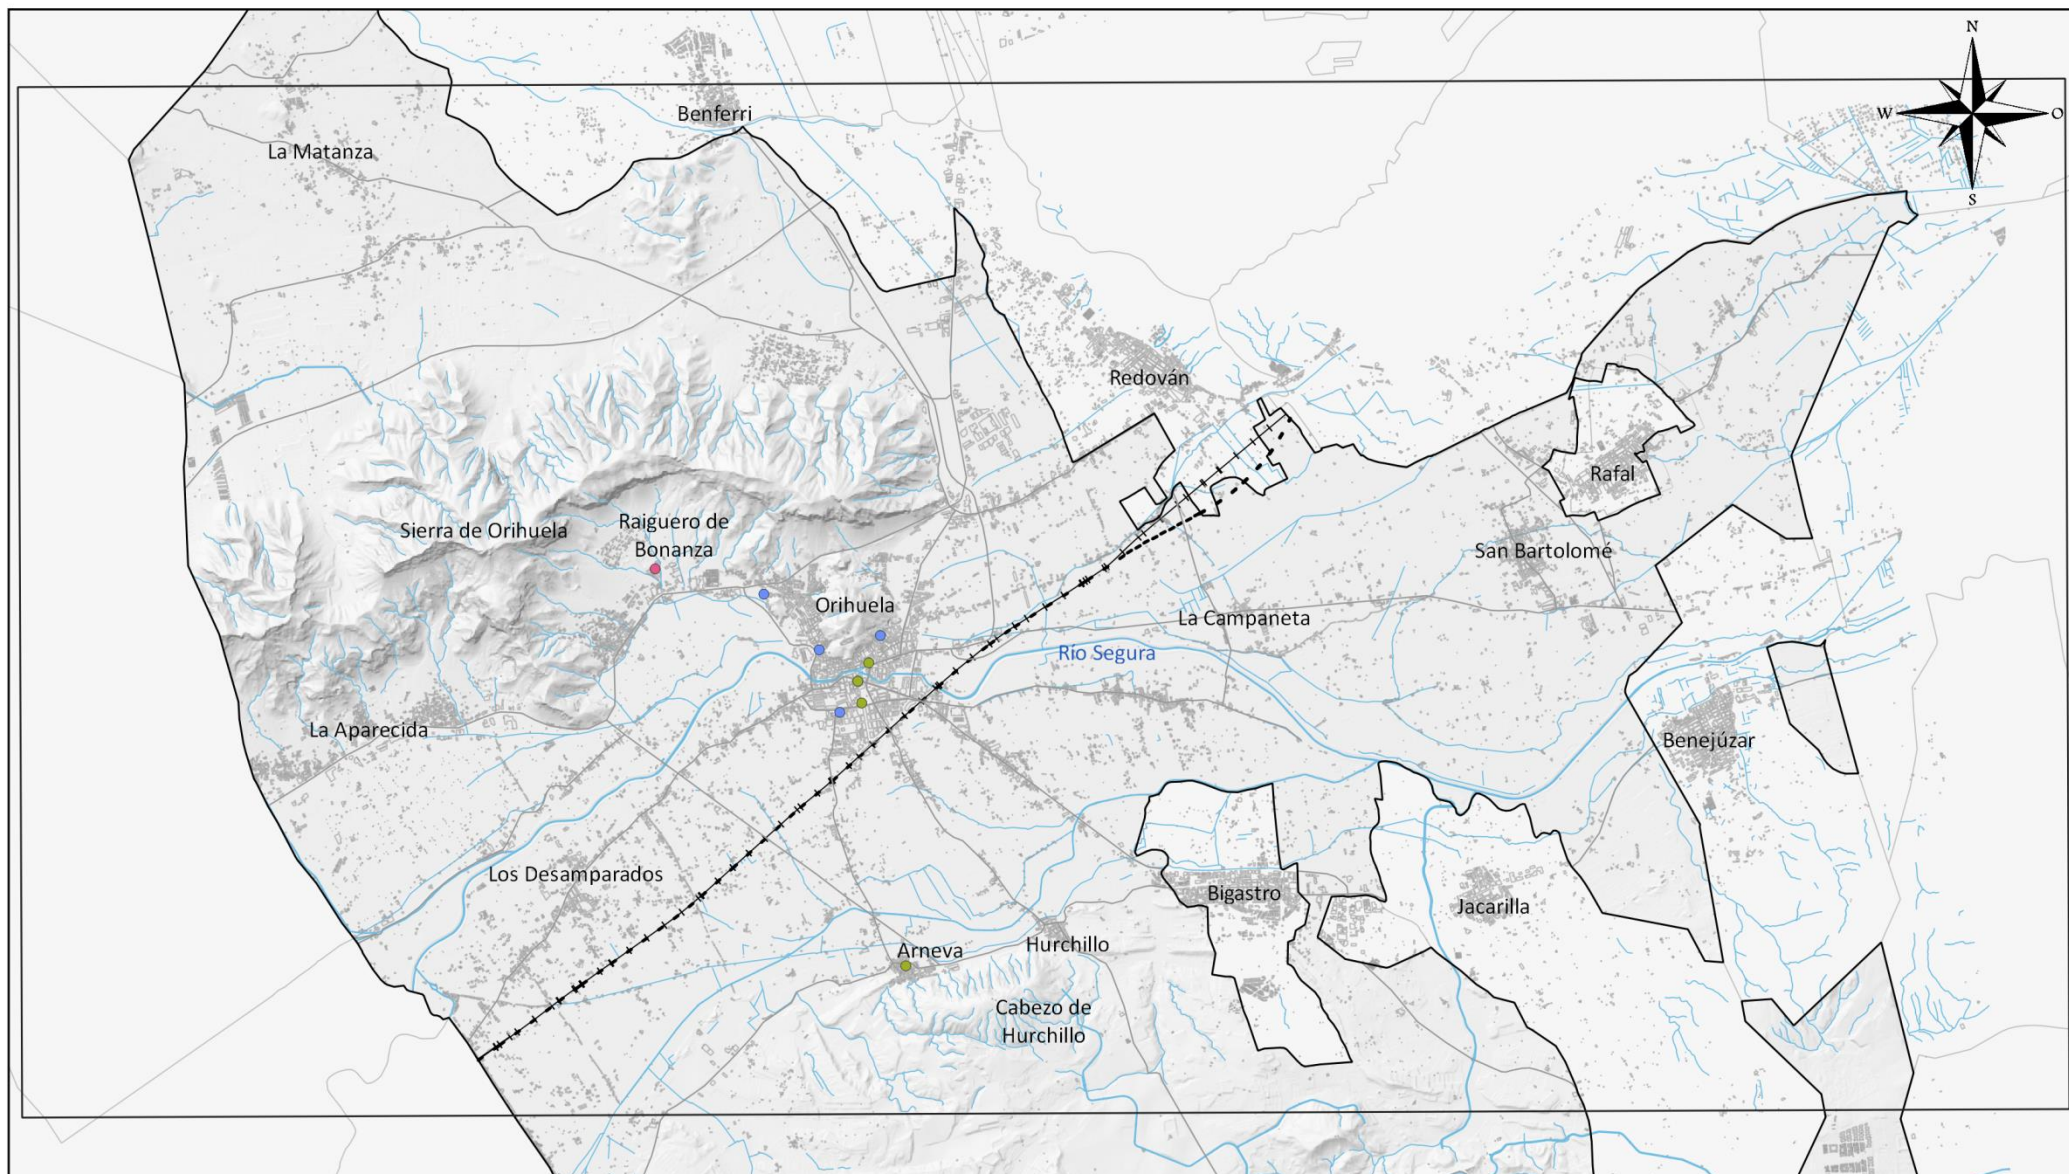 N
W
O
S
Benferri
La Matanza
Redován
Rafal
Sierra de Orihuela
Raiguero de
Bonanza
San Bartolomé
Orihuela
La Campaneta
Río Segura
La Aparecida
Benejúzar
Los Desamparados
Bigastro
Jacarilla
Arneva
Hurchillo
Cabezo de
Hurchillo